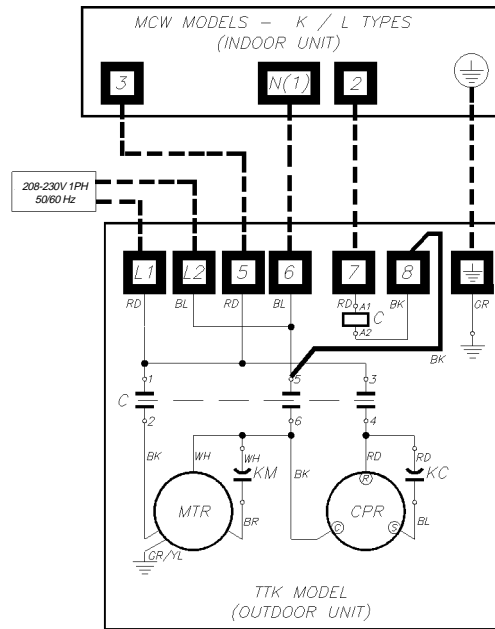 MCW MODELS - K / L TYPES
(INDOOR UNIT)
3
N(1)
2
208-230V 1PH
50/60 Hz
L1
L2
5
6
7
8
RD
BL
RD
BL
RD
A1
C
A2
BK
GR
BK
1
5
3
C
2
6
4
BK
WH
WH
KM
BK
RD
RD
KC
R
MTR
BR
CPR
C
S
BL
GR/YL
TTK MODEL
(OUTDOOR UNIT)